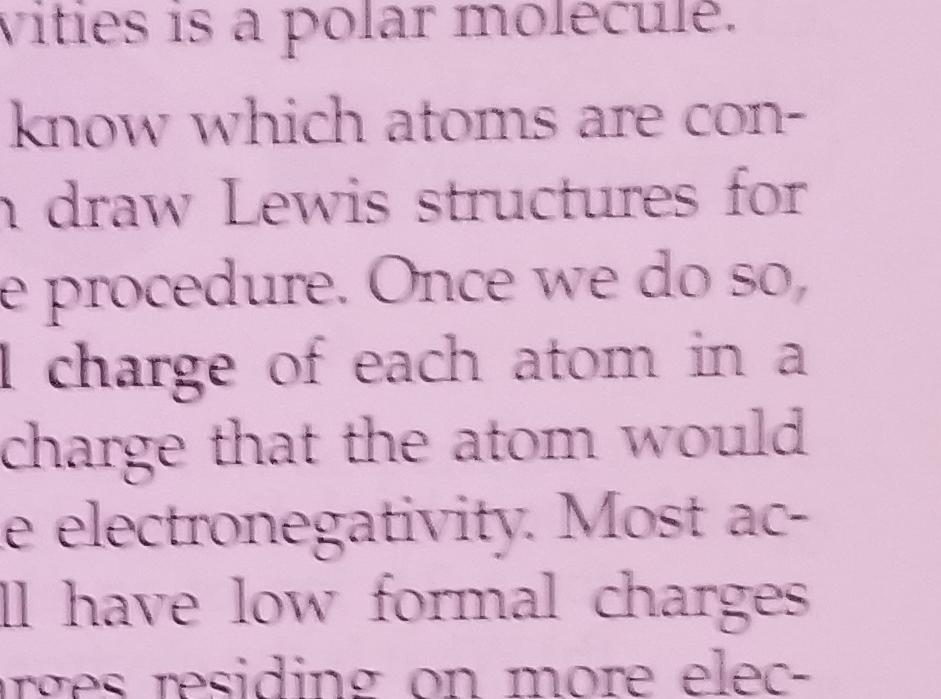 vities is a polar molecule.
know which atoms are con-
draw Lewis structures for
e procedure. Once we do so,
l charge of each atom in a
charge that the atom would
e electronegativity. Most ac-
ll have low formal charges
arges residing on more elec-